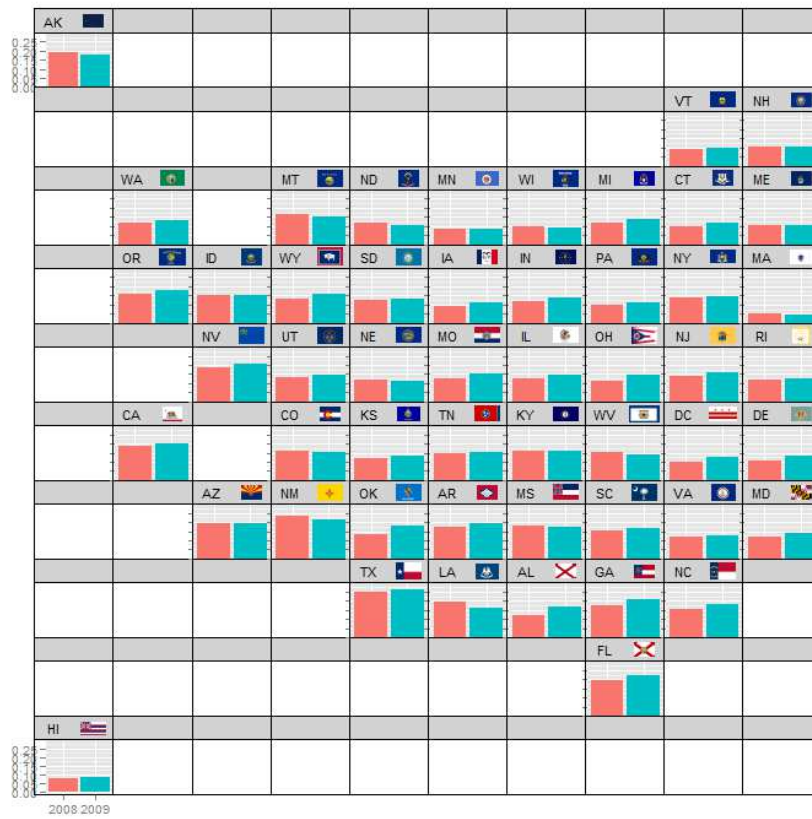 AK
0.25
0.20
0.15
0.10
0.05
0.00
VT NH
WA MT ND MN WI MI CT ME
OR ID WY SD IA IN PA NY MA
NV UT NE MO IL OH NJ RI
CA CO KS TN KY WV DC DE
AZ NM OK AR MS SC VA MD
TX LA AL GA NC
FL
HI
0.25
0.20
0.15
0.10
0.05
0.00
2008 2009